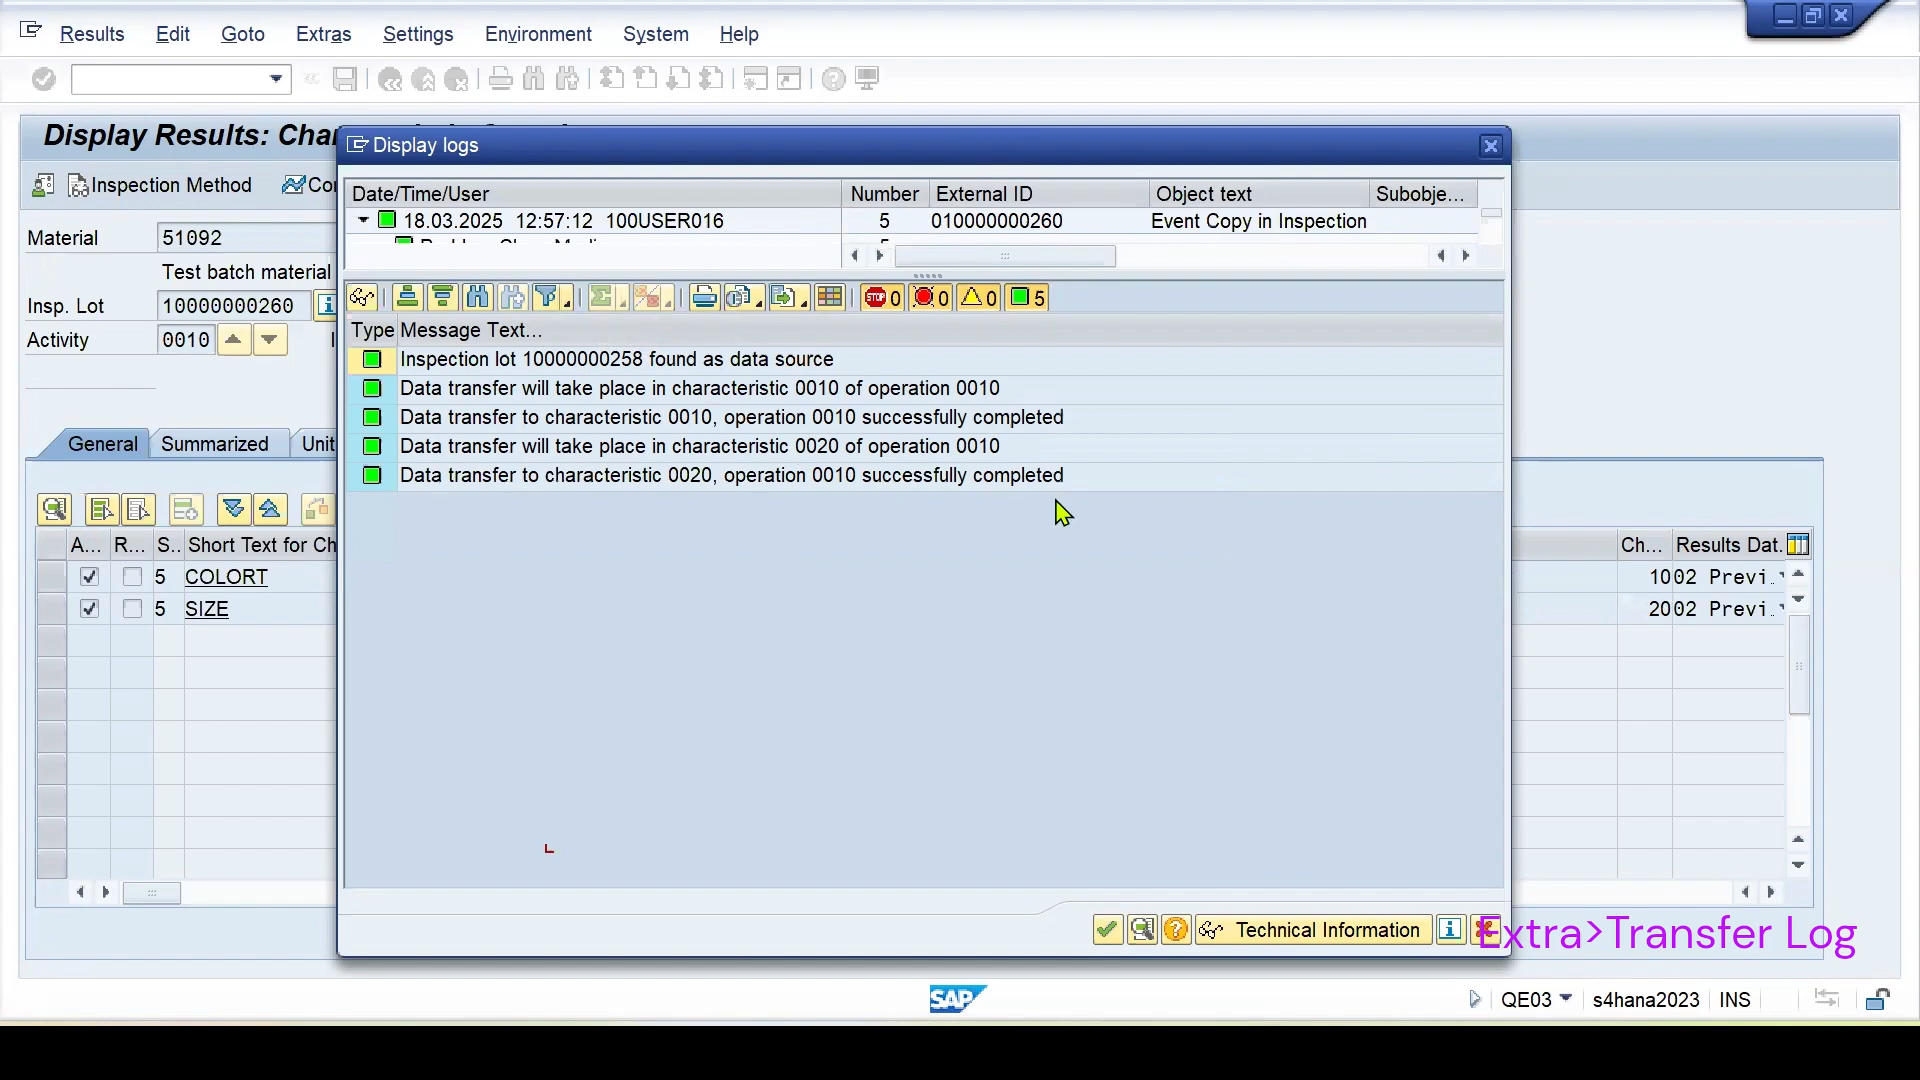 Results Edit Goto Extras Settings Environment System Help
Display Results: Cha
Display logs
Inspection Method
Co
Date/Time/User Number External ID Object text Subobje...
18.03.2025 12:57:12 100USER016 5 010000000260 Event Copy in Inspection
Material 51092
Test batch material
Insp. Lot 10000000260
Activity 0010
STOP 0 0 0 5
Type Message Text...
Inspection lot 10000000258 found as data source
Data transfer will take place in characteristic 0010 of operation 0010
Data transfer to characteristic 0010, operation 0010 successfully completed
Data transfer will take place in characteristic 0020 of operation 0010
Data transfer to characteristic 0020, operation 0010 successfully completed
General Summarized Unit
A... R... S.. Short Text for Ch Ch... Results Dat.
5 COLORT 10 02 Previ..
5 SIZE 20 02 Previ..
Technical Information
Extra>Transfer Log
SAP QE03 s4hana2023 INS